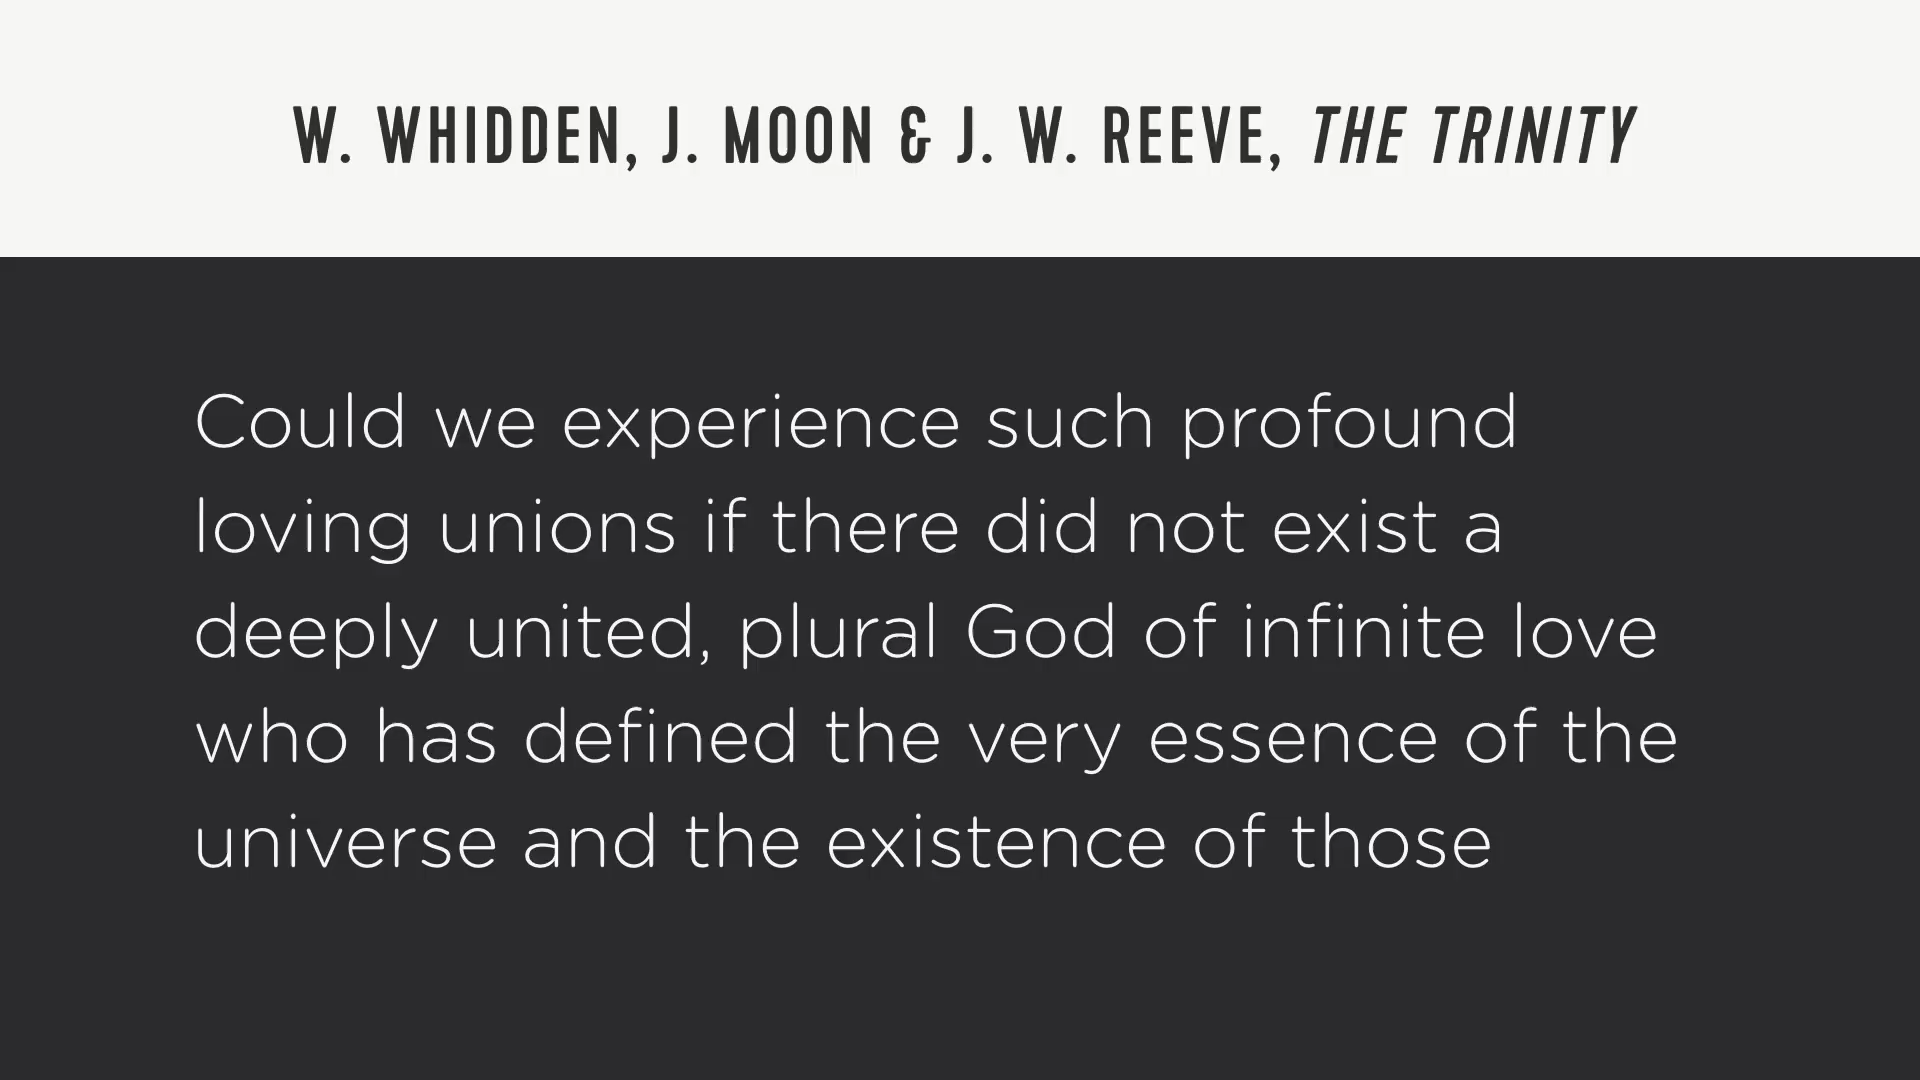 W. WHIDDEN, J. MOON & J. W. REEVE, THE TRINITY
Could we experience such profound
loving unions if there did not exist a
deeply united, plural God of infinite love
who has defined the very essence of the
universe and the existence of those